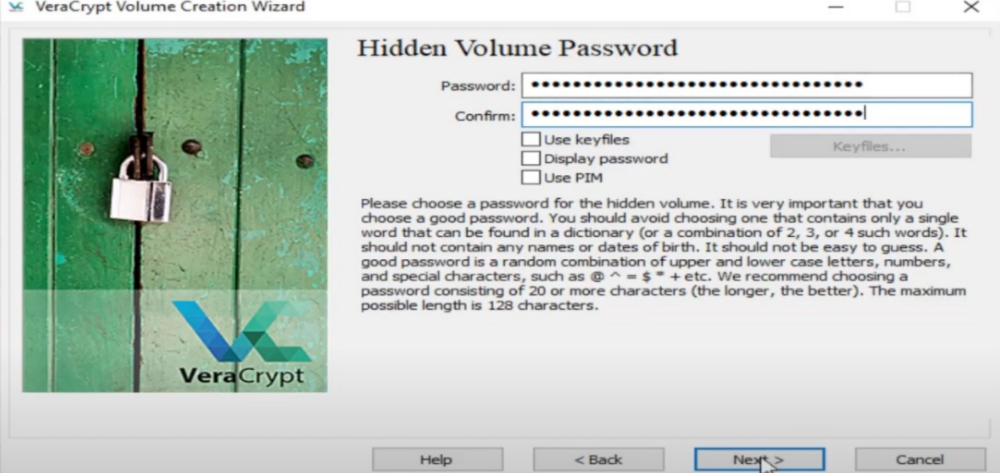 VeraCrypt Volume Creation Wizard
Hidden Volume Password
Password: ●●●●●●●●●●●●●●●●●●●●●●●●●●●●●●●●●
Confirm: ●●●●●●●●●●●●●●●●●●●●●●●●●●●●●●●●●
Use keyfiles
Keyfiles...
Display password
Use PIM
Please choose a password for the hidden volume. It is very important that you
choose a good password. You should avoid choosing one that contains only a single
word that can be found in a dictionary (or a combination of 2, 3, or 4 such words). It
should not contain any names or dates of birth. It should not be easy to guess. A
good password is a random combination of upper and lower case letters, numbers,
and special characters, such as @ ^ = $ * + etc. We recommend choosing a
password consisting of 20 or more characters (the longer, the better). The maximum
possible length is 128 characters.
VeraCrypt
Help
< Back
Next >
Cancel